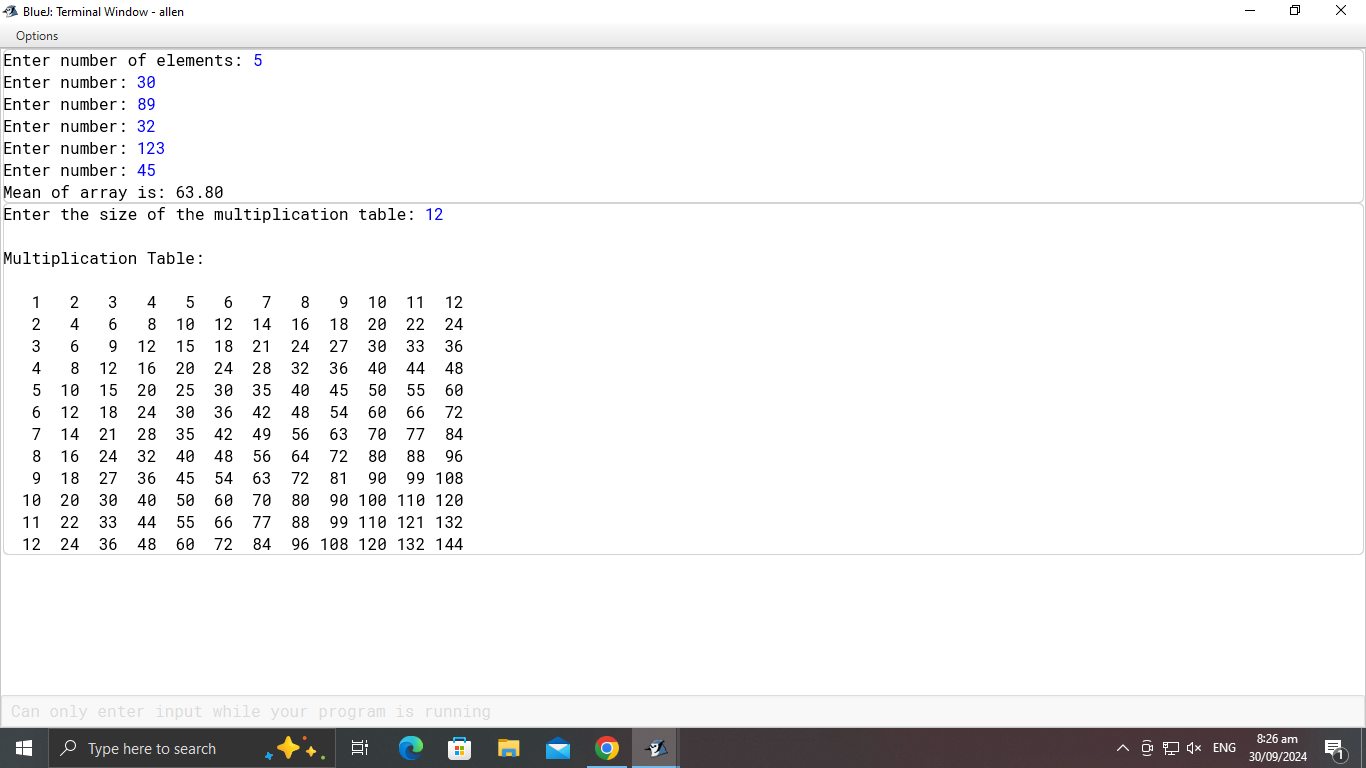 BlueJ: Terminal Window - allen
Options
Enter number of elements: 5
Enter number: 30
Enter number: 89
Enter number: 32
Enter number: 123
Enter number: 45
Mean of array is: 63.80
Enter the size of the multiplication table: 12
Multiplication Table:
1 2 3 4 5 6 7 8 9 10 11 12
2 4 6 8 10 12 14 16 18 20 22 24
3 6 9 12 15 18 21 24 27 30 33 36
4 8 12 16 20 24 28 32 36 40 44 48
5 10 15 20 25 30 35 40 45 50 55 60
6 12 18 24 30 36 42 48 54 60 66 72
7 14 21 28 35 42 49 56 63 70 77 84
8 16 24 32 40 48 56 64 72 80 88 96
9 18 27 36 45 54 63 72 81 90 99 108
10 20 30 40 50 60 70 80 90 100 110 120
11 22 33 44 55 66 77 88 99 110 121 132
12 24 36 48 60 72 84 96 108 120 132 144
Can only enter input while your program is running
Type here to search
ENG
8:26 am
30/09/2024
1